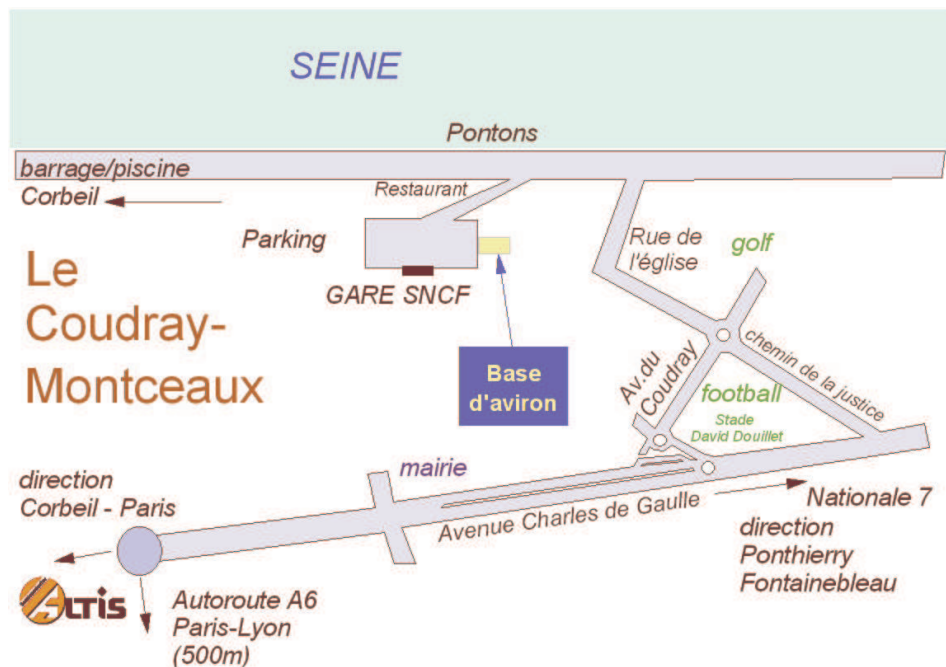 SEINE
Pontons
barrage/piscine
Corbeil
Restaurant
Parking
GARE SNCF
Rue de
l'église
golf
Le
Coudray-
Montceaux
Base
d'aviron
Av.du
Coudray
chemin de la justice
football
Stade
David Douillet
mairie
direction
Corbeil - Paris
Avenue Charles de Gaulle
Nationale 7
direction
Ponthierry
Fontainebleau
ALTIS
Autoroute A6
Paris-Lyon
(500m)